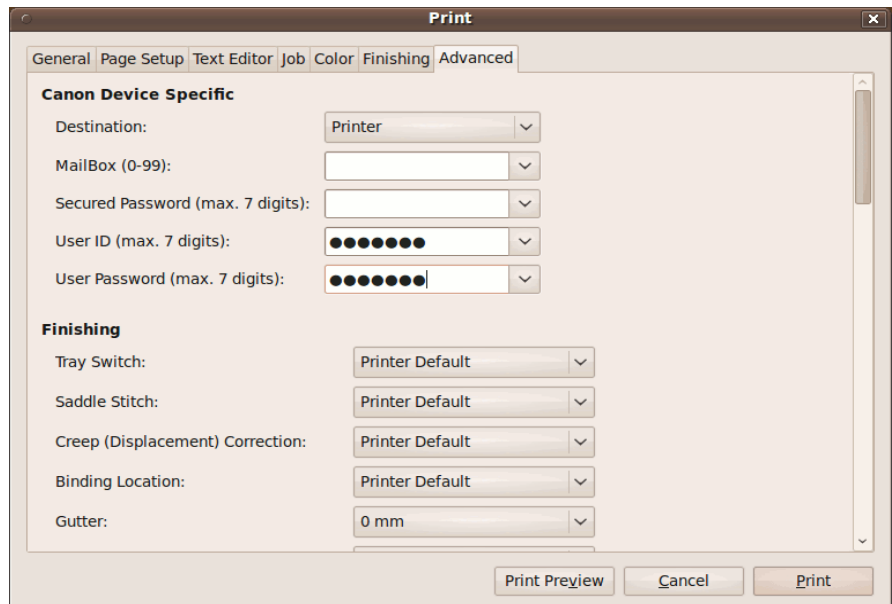 Print
General Page Setup Text Editor Job Color Finishing Advanced
Canon Device Specific
Destination: Printer
MailBox (0-99):
Secured Password (max. 7 digits):
User ID (max. 7 digits): ●●●●●●●
User Password (max. 7 digits): ●●●●●●●
Finishing
Tray Switch: Printer Default
Saddle Stitch: Printer Default
Creep (Displacement) Correction: Printer Default
Binding Location: Printer Default
Gutter: 0 mm
Print Preview Cancel Print